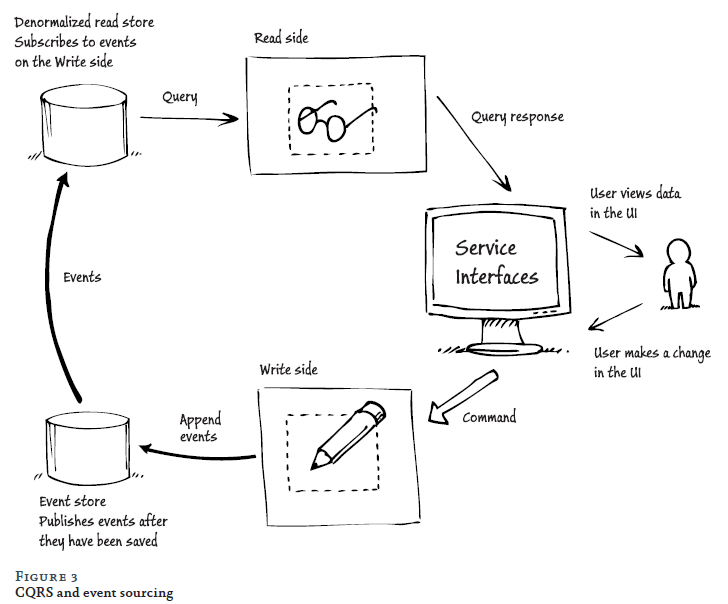 Denormalized read store
Subscribes to events
on the Write side
Read side
Query
Query response
User views data
in the UI
Service
Interfaces
Events
User makes a change
in the UI
Write side
Command
Append
events
Event store
Publishes events after
they have been saved
FIGURE 3
CQRS and event sourcing